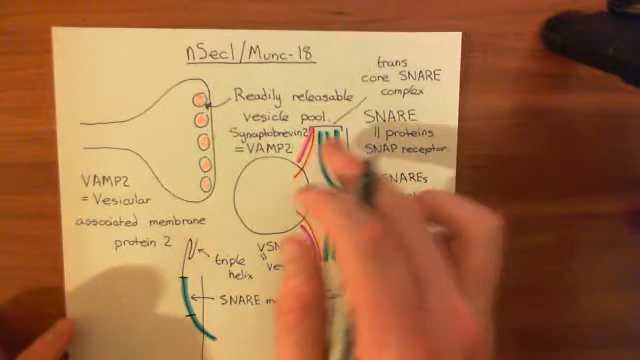 nSec1/Munc-18
trans
core SNARE
complex
Readily releasable
vesicle pool.
Synaptobrevin2
= VAMP2
SNARE
|| proteins
SNAP receptor
SNAREs
VAMP2
= Vesicular
associated membrane
protein 2
triple
helix
SNARE